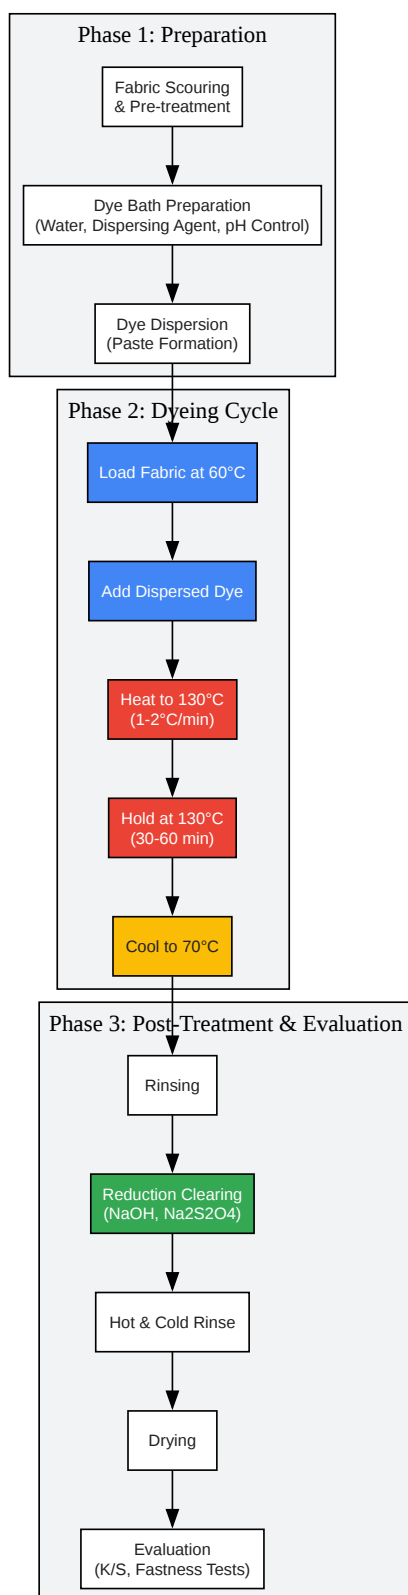 Phase 1: Preparation
Fabric Scouring
& Pre-treatment
Dye Bath Preparation
(Water, Dispersing Agent, pH Control)
Dye Dispersion
(Paste Formation)
Phase 2: Dyeing Cycle
Load Fabric at 60°C
Add Dispersed Dye
Heat to 130°C
(1-2°C/min)
Hold at 130°C
(30-60 min)
Cool to 70°C
Phase 3: Post-Treatment & Evaluation
Rinsing
Reduction Clearing
(NaOH, Na2S2O4)
Hot & Cold Rinse
Drying
Evaluation
(K/S, Fastness Tests)